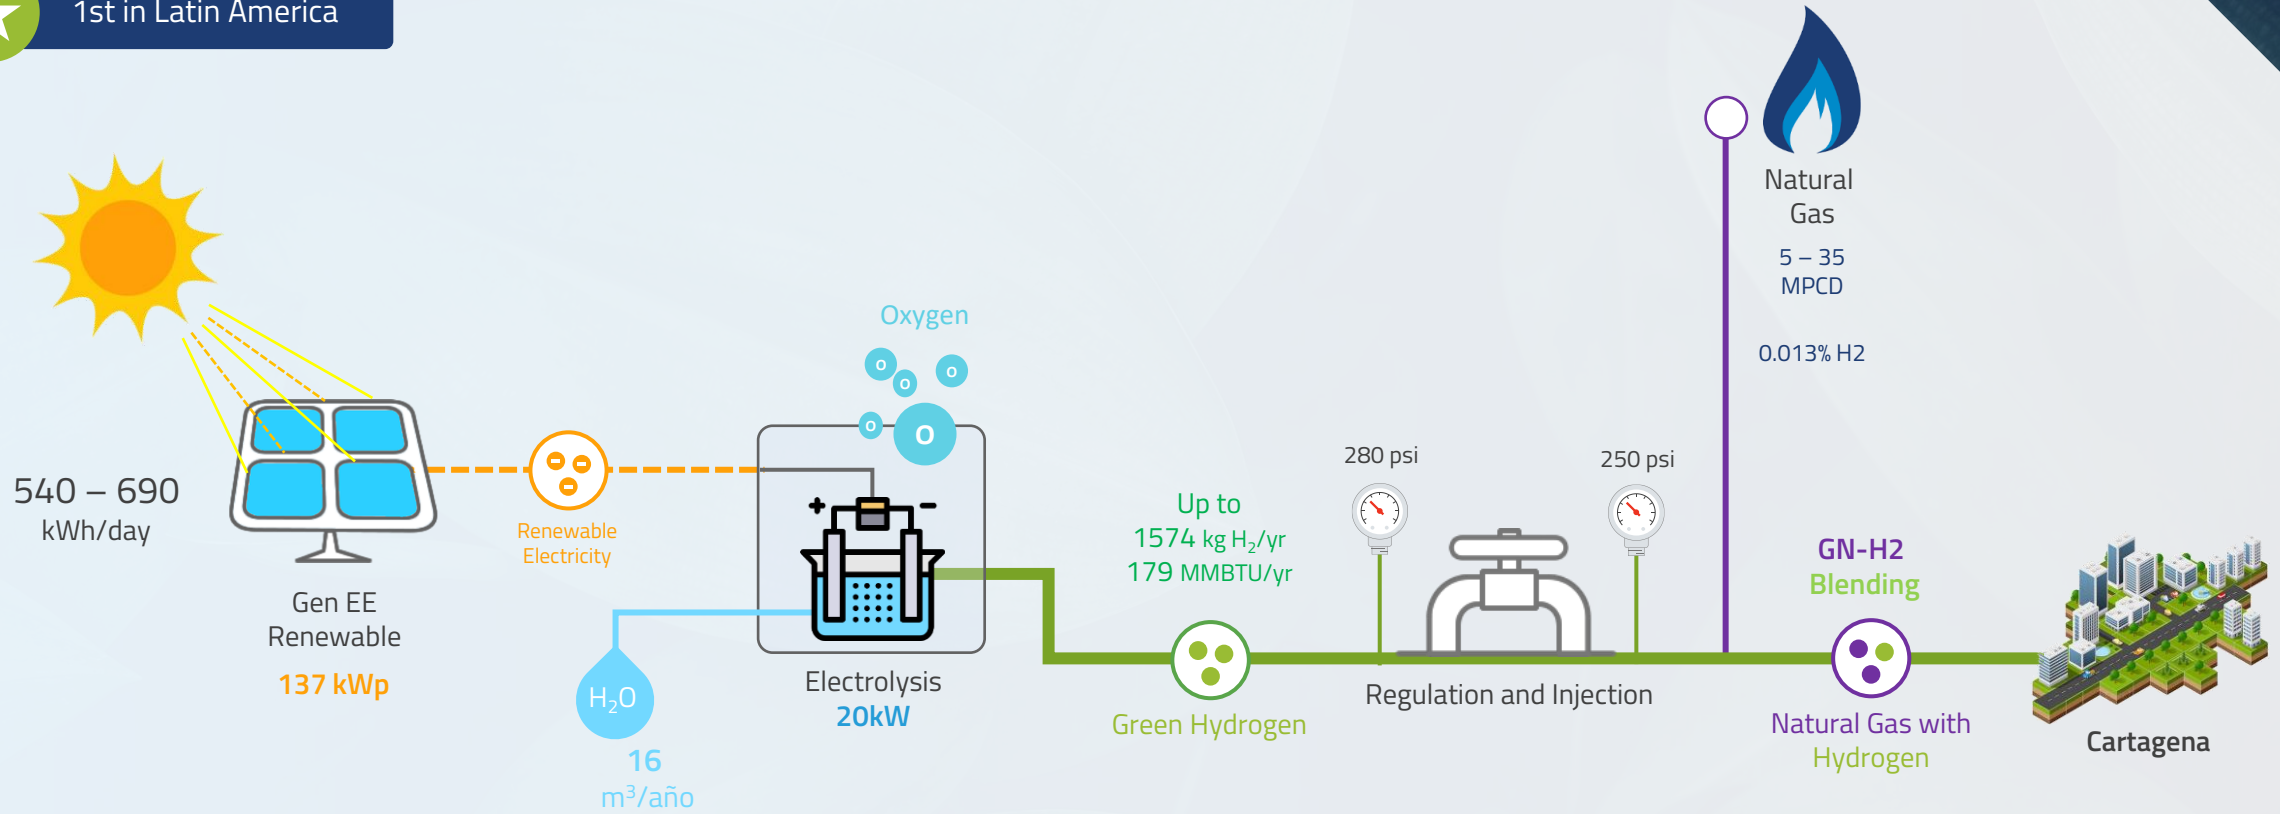 1st in Latin America
540 – 690
kWh/day
Gen EE
Renewable
137 kWp
Renewable
Electricity
H₂O
16
m³/año
Oxygen
o
o
o
o
o
+
–
Electrolysis
20kW
Up to
1574 kg H₂/yr
179 MMBTU/yr
Green Hydrogen
280 psi
250 psi
Regulation and Injection
Natural
Gas
5 – 35
MPCD
0.013% H2
GN-H2
Blending
Natural Gas with
Hydrogen
Cartagena